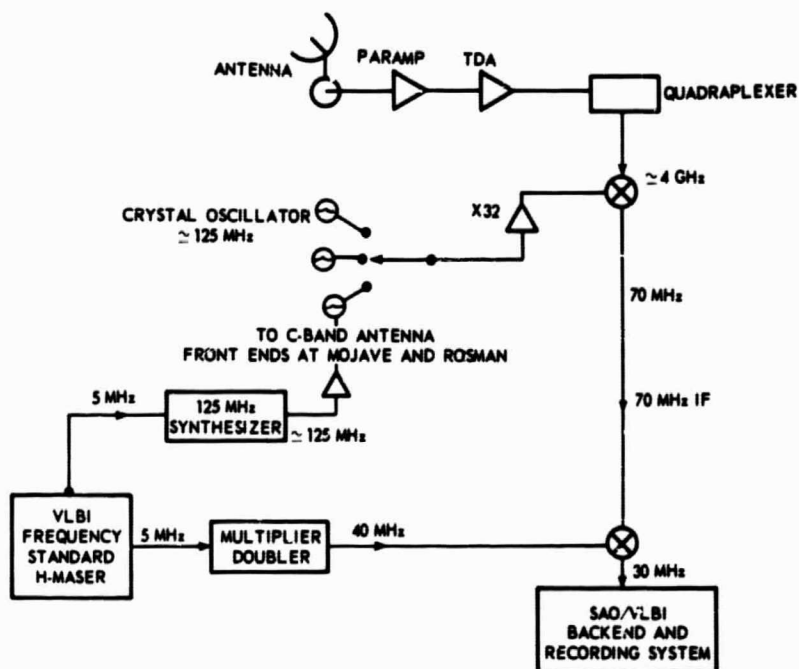 ANTENNA
PARAMP
TDA
QUADRAPLEXER
≃4 GHz
X32
CRYSTAL OSCILLATOR
≃ 125 MHz
70 MHz
TO C-BAND ANTENNA
FRONT ENDS AT MOJAVE AND ROSMAN
5 MHz
125 MHz
SYNTHESIZER
≃ 125 MHz
70 MHz IF
VLBI
FREQUENCY
STANDARD
H-MASER
5 MHz
MULTIPLIER
DOUBLER
40 MHz
30 MHz
SAO/VLBI
BACKEND AND
RECORDING SYSTEM